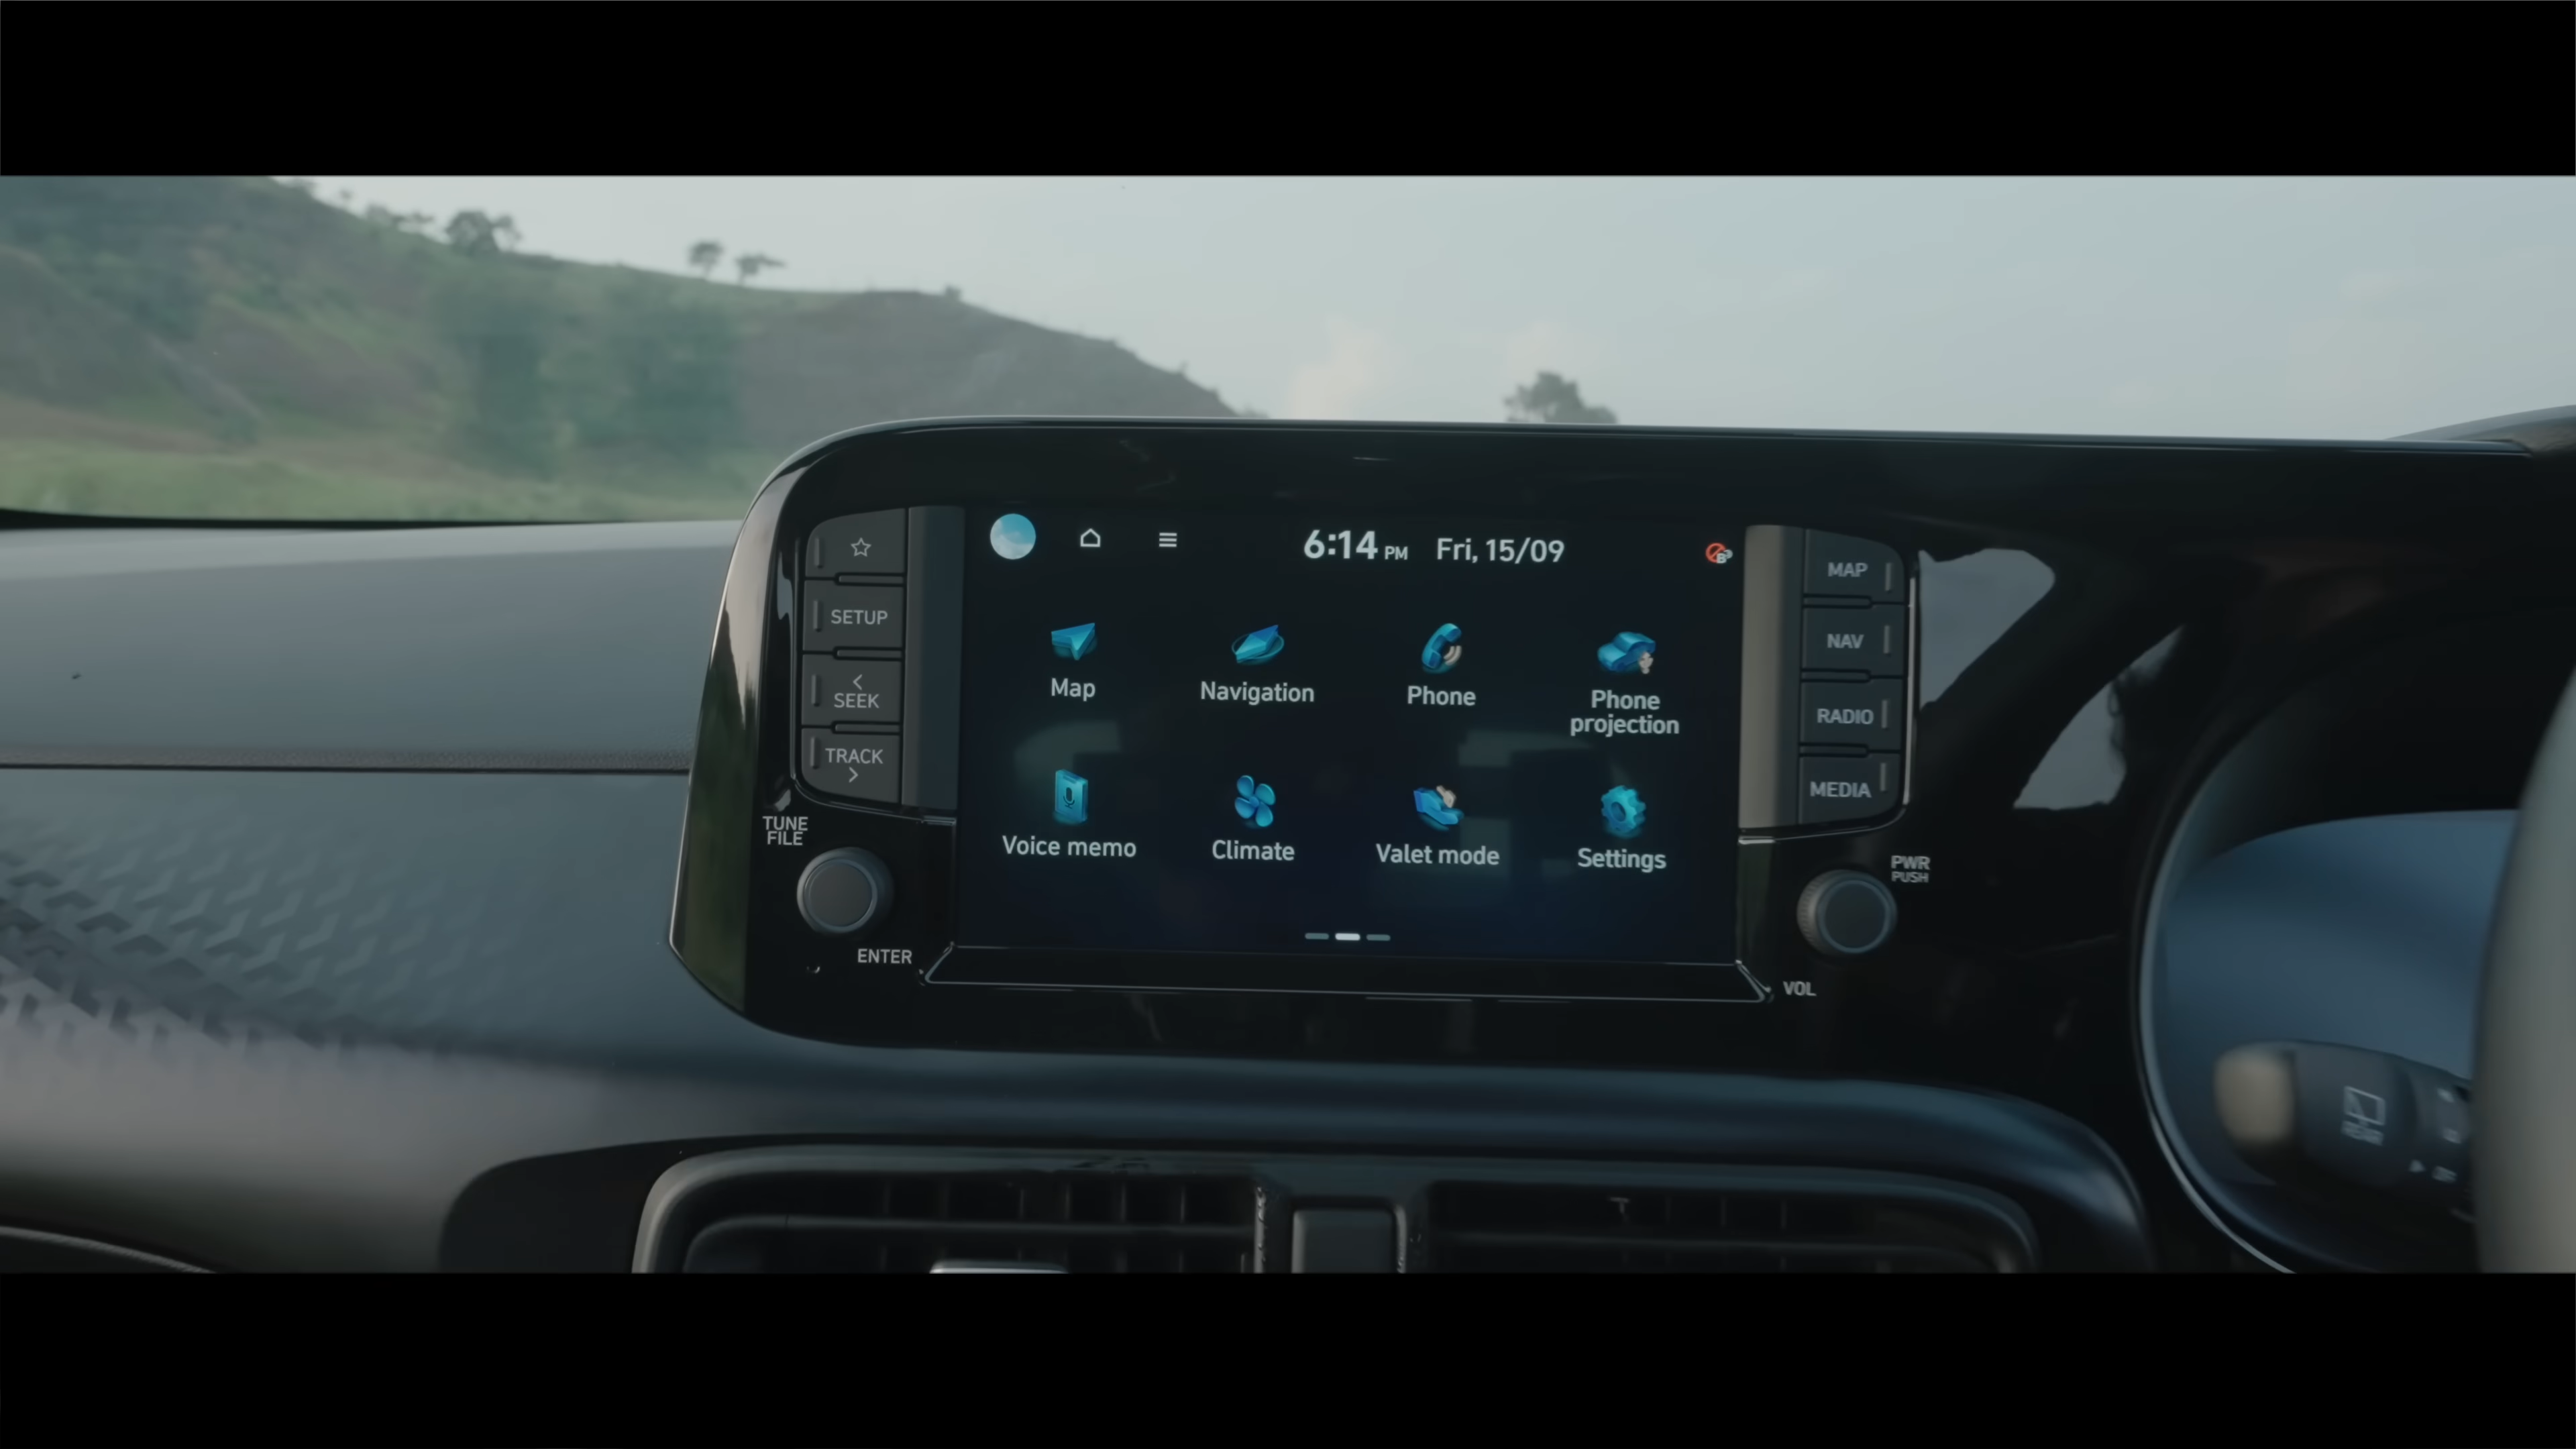 6:14 PM Fri, 15/09
SETUP
SEEK
TRACK
TUNE
FILE
ENTER
Map
Navigation
Phone
Phone
projection
Voice memo
Climate
Valet mode
Settings
MAP
NAV
RADIO
MEDIA
PWR
PUSH
VOL